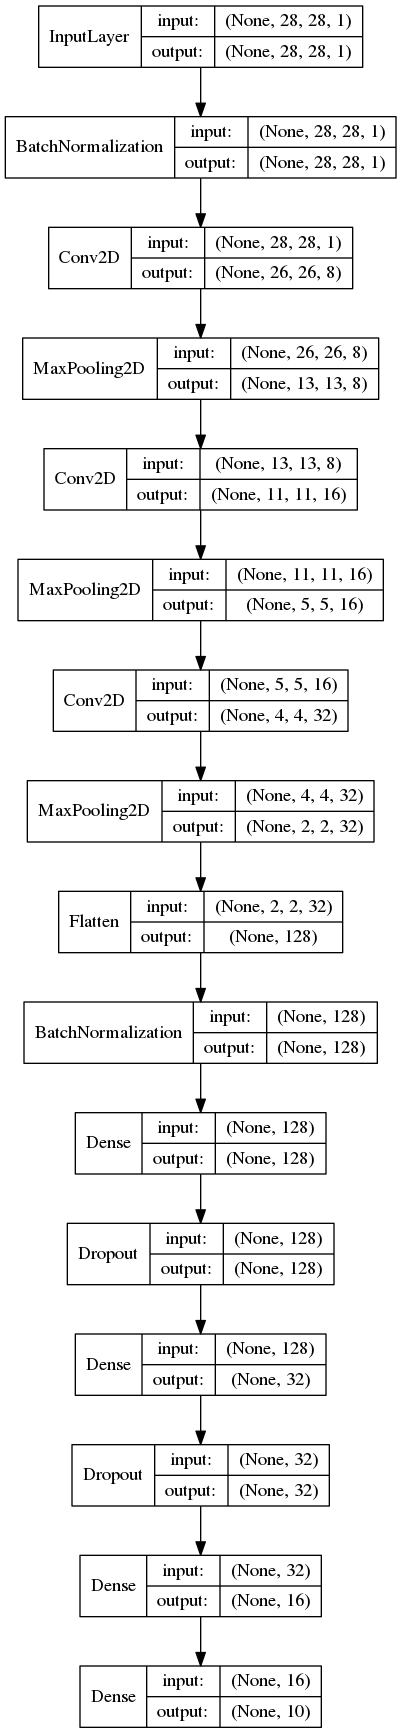 InputLayer
input: (None, 28, 28, 1)
output: (None, 28, 28, 1)
BatchNormalization
input: (None, 28, 28, 1)
output: (None, 28, 28, 1)
Conv2D
input: (None, 28, 28, 1)
output: (None, 26, 26, 8)
MaxPooling2D
input: (None, 26, 26, 8)
output: (None, 13, 13, 8)
Conv2D
input: (None, 13, 13, 8)
output: (None, 11, 11, 16)
MaxPooling2D
input: (None, 11, 11, 16)
output: (None, 5, 5, 16)
Conv2D
input: (None, 5, 5, 16)
output: (None, 4, 4, 32)
MaxPooling2D
input: (None, 4, 4, 32)
output: (None, 2, 2, 32)
Flatten
input: (None, 2, 2, 32)
output: (None, 128)
BatchNormalization
input: (None, 128)
output: (None, 128)
Dense
input: (None, 128)
output: (None, 128)
Dropout
input: (None, 128)
output: (None, 128)
Dense
input: (None, 128)
output: (None, 32)
Dropout
input: (None, 32)
output: (None, 32)
Dense
input: (None, 32)
output: (None, 16)
Dense
input: (None, 16)
output: (None, 10)